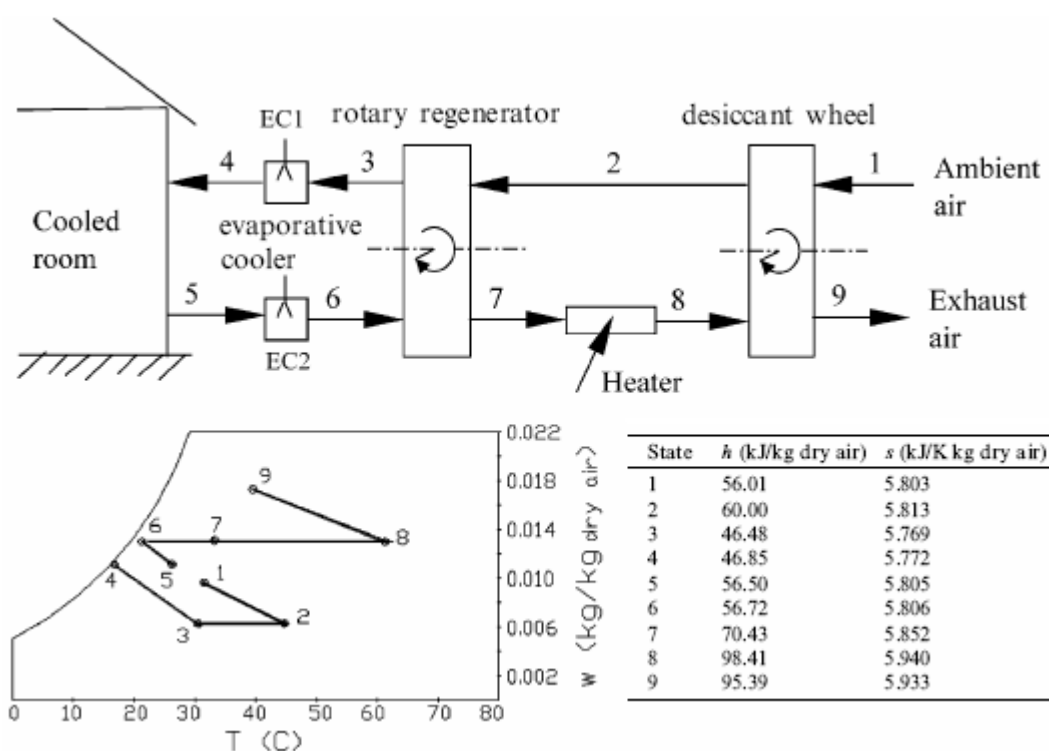 EC1
rotary regenerator
desiccant wheel
4
3
2
1
Ambient
air
Cooled
room
evaporative
cooler
5
6
7
8
9
Exhaust
air
EC2
Heater
0.022
0.018
0.014
0.010
0.006
0.002
W (kg/kg dry air)
9
6
7
8
5
4
1
3
2
0 10 20 30 40 50 60 70 80
T (C)
State h (kJ/kg dry air) s (kJ/K kg dry air)
1 56.01 5.803
2 60.00 5.813
3 46.48 5.769
4 46.85 5.772
5 56.50 5.805
6 56.72 5.806
7 70.43 5.852
8 98.41 5.940
9 95.39 5.933